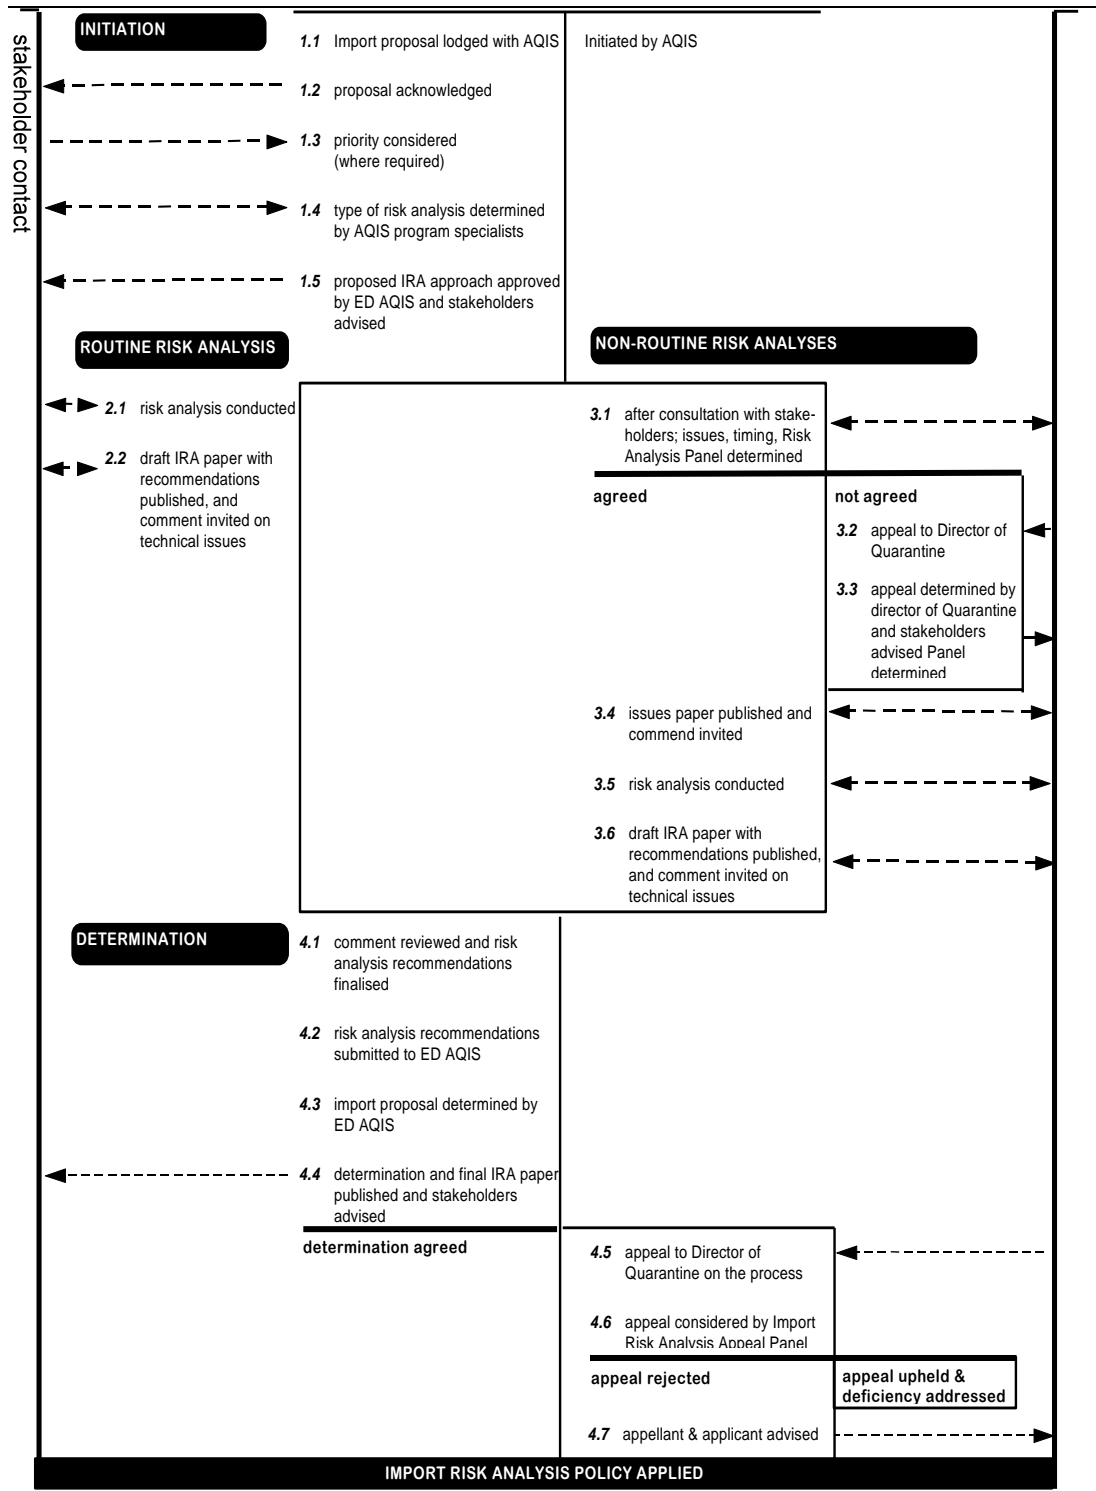 stakeholder contact
INITIATION
1.1 Import proposal lodged with AQIS
Initiated by AQIS
1.2 proposal acknowledged
1.3 priority considered
(where required)
1.4 type of risk analysis determined
by AQIS program specialists
1.5 proposed IRA approach approved
by ED AQIS and stakeholders
advised
ROUTINE RISK ANALYSIS
2.1 risk analysis conducted
2.2 draft IRA paper with
recommendations
published, and
comment invited on
technical issues
NON-ROUTINE RISK ANALYSES
3.1 after consultation with stake-
holders; issues, timing, Risk
Analysis Panel determined
agreed
not agreed
3.2 appeal to Director of
Quarantine
3.3 appeal determined by
director of Quarantine
and stakeholders
advised Panel
determined
3.4 issues paper published and
commend invited
3.5 risk analysis conducted
3.6 draft IRA paper with
recommendations published,
and comment invited on
technical issues
DETERMINATION
4.1 comment reviewed and risk
analysis recommendations
finalised
4.2 risk analysis recommendations
submitted to ED AQIS
4.3 import proposal determined by
ED AQIS
4.4 determination and final IRA paper
published and stakeholders
advised
determination agreed
4.5 appeal to Director of
Quarantine on the process
4.6 appeal considered by Import
Risk Analysis Appeal Panel
appeal rejected
appeal upheld &
deficiency addressed
4.7 appellant & applicant advised
IMPORT RISK ANALYSIS POLICY APPLIED